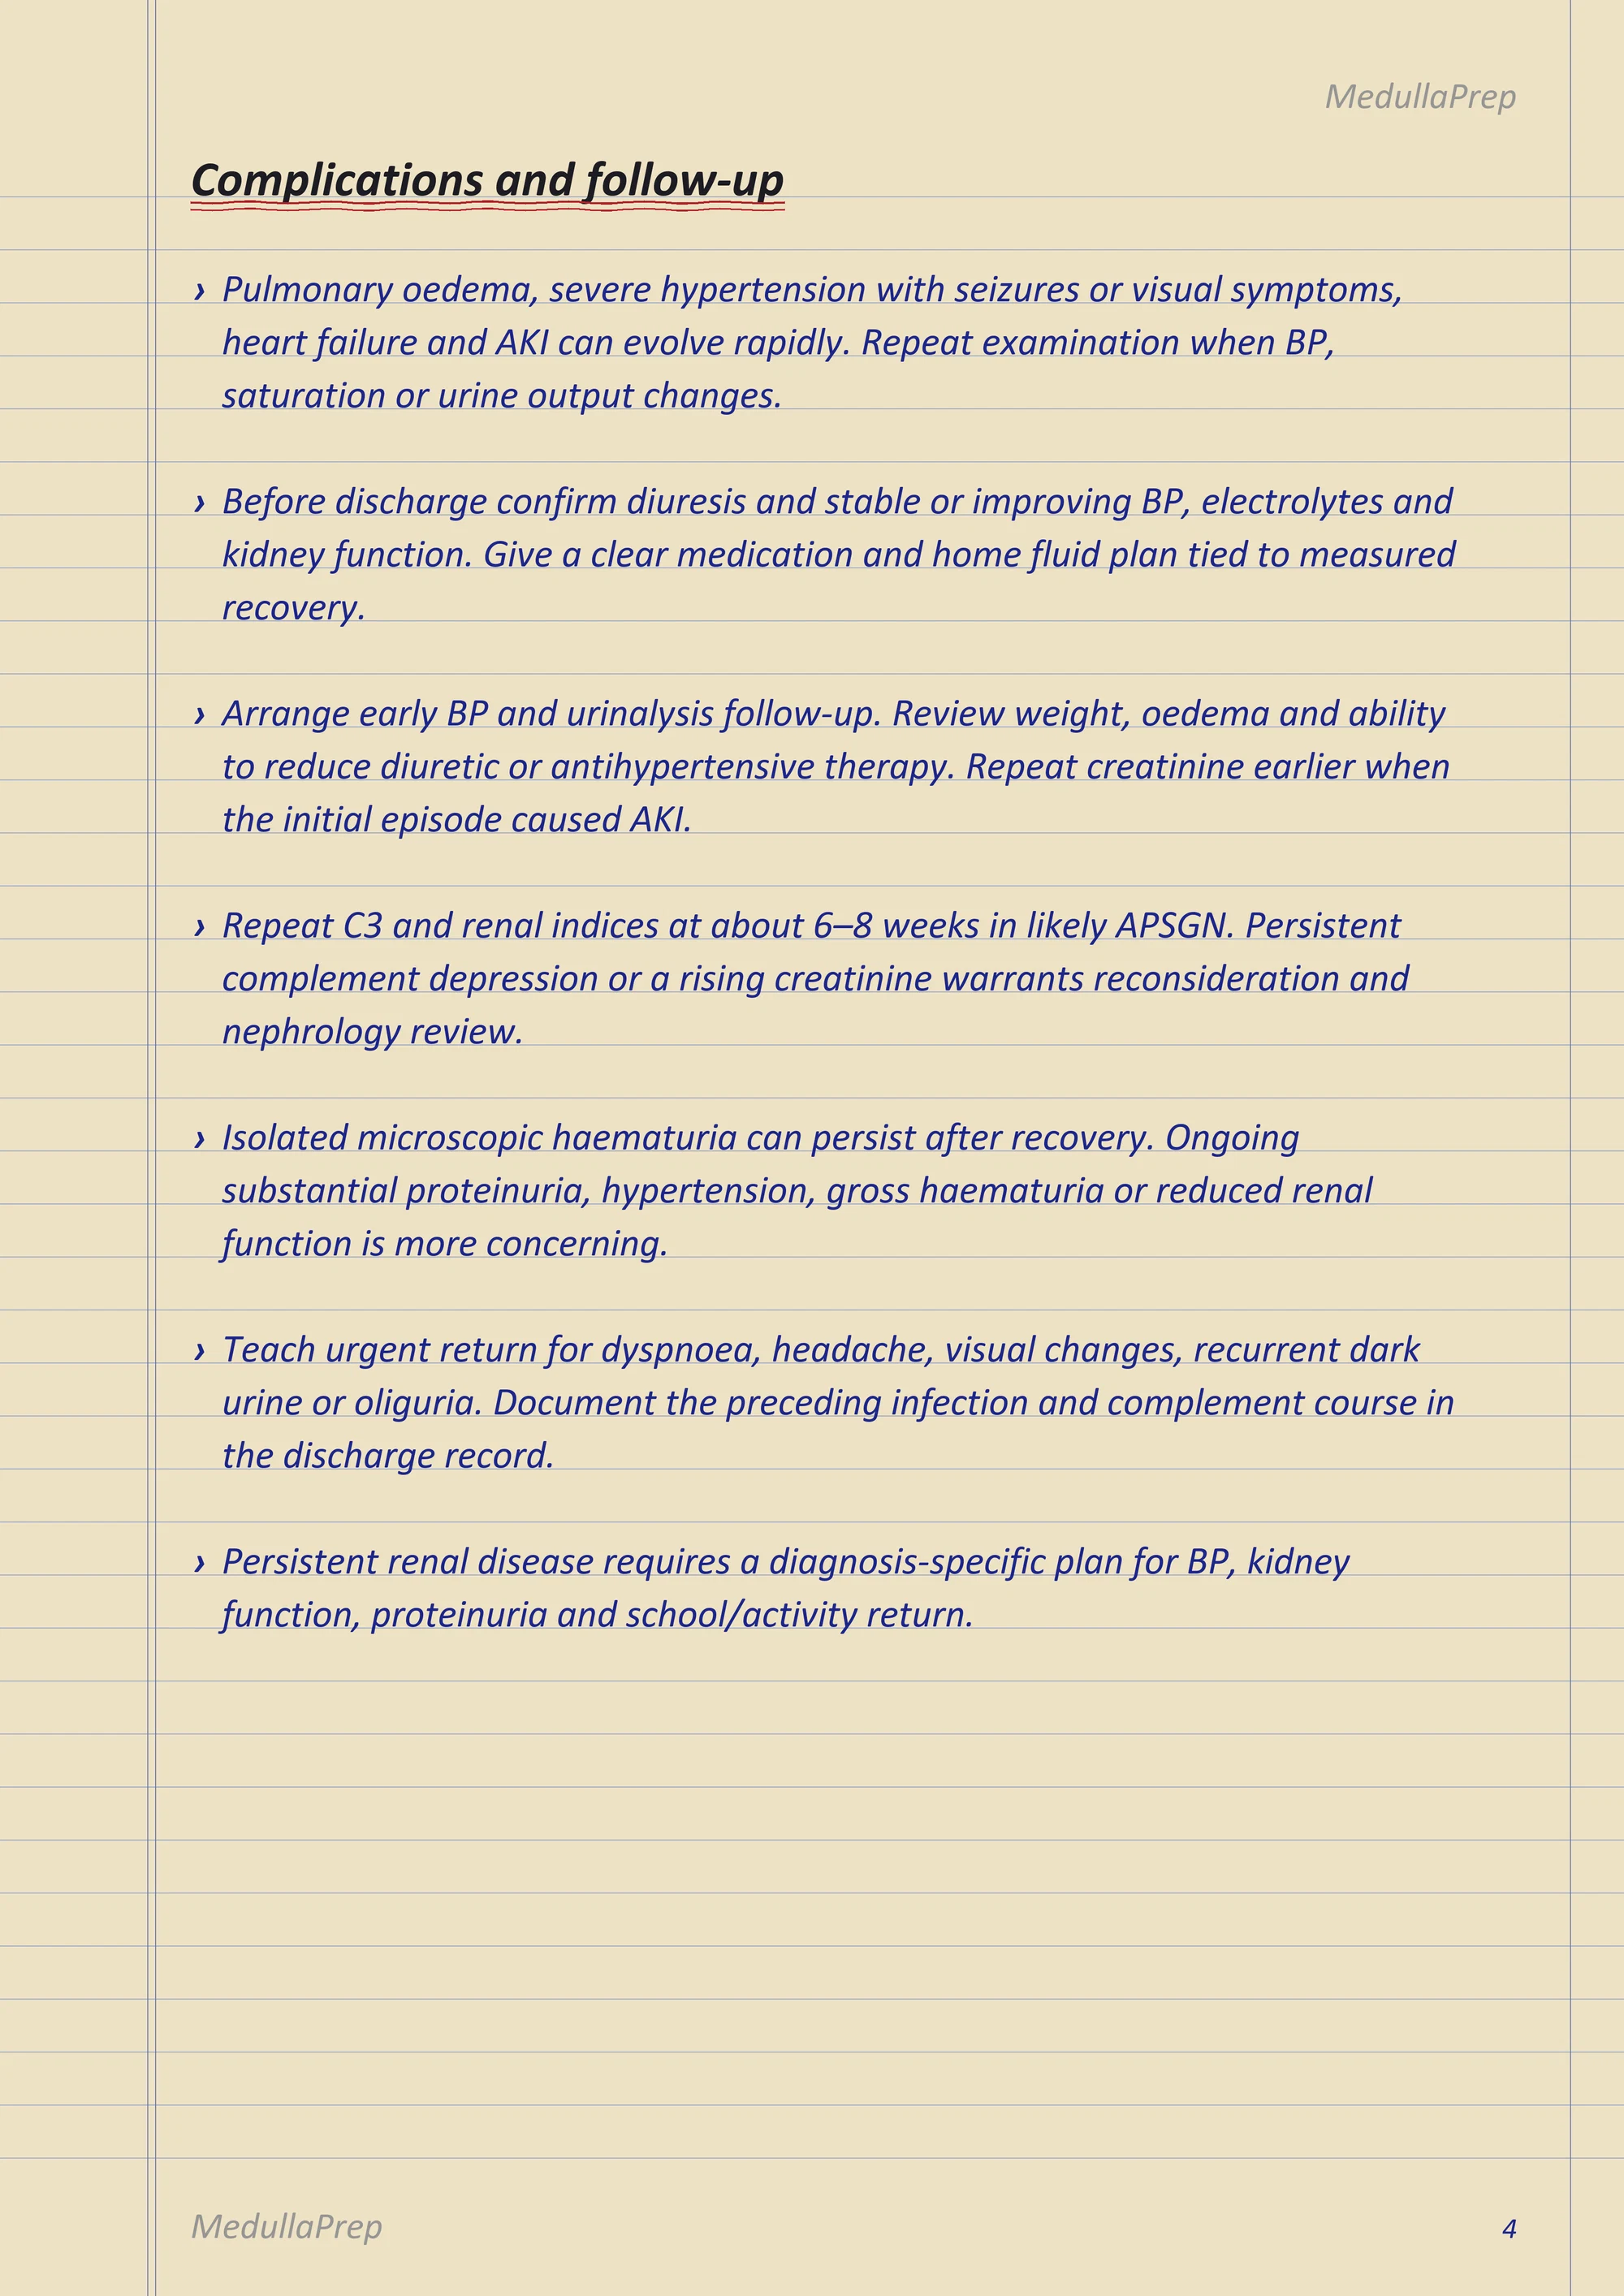 MedullaPrep
Complications and follow-up
› Pulmonary oedema, severe hypertension with seizures or visual symptoms,
heart failure and AKI can evolve rapidly. Repeat examination when BP,
saturation or urine output changes.
› Before discharge confirm diuresis and stable or improving BP, electrolytes and
kidney function. Give a clear medication and home fluid plan tied to measured
recovery.
› Arrange early BP and urinalysis follow-up. Review weight, oedema and ability
to reduce diuretic or antihypertensive therapy. Repeat creatinine earlier when
the initial episode caused AKI.
› Repeat C3 and renal indices at about 6–8 weeks in likely APSGN. Persistent
complement depression or a rising creatinine warrants reconsideration and
nephrology review.
› Isolated microscopic haematuria can persist after recovery. Ongoing
substantial proteinuria, hypertension, gross haematuria or reduced renal
function is more concerning.
› Teach urgent return for dyspnoea, headache, visual changes, recurrent dark
urine or oliguria. Document the preceding infection and complement course in
the discharge record.
› Persistent renal disease requires a diagnosis-specific plan for BP, kidney
function, proteinuria and school/activity return.
MedullaPrep
4